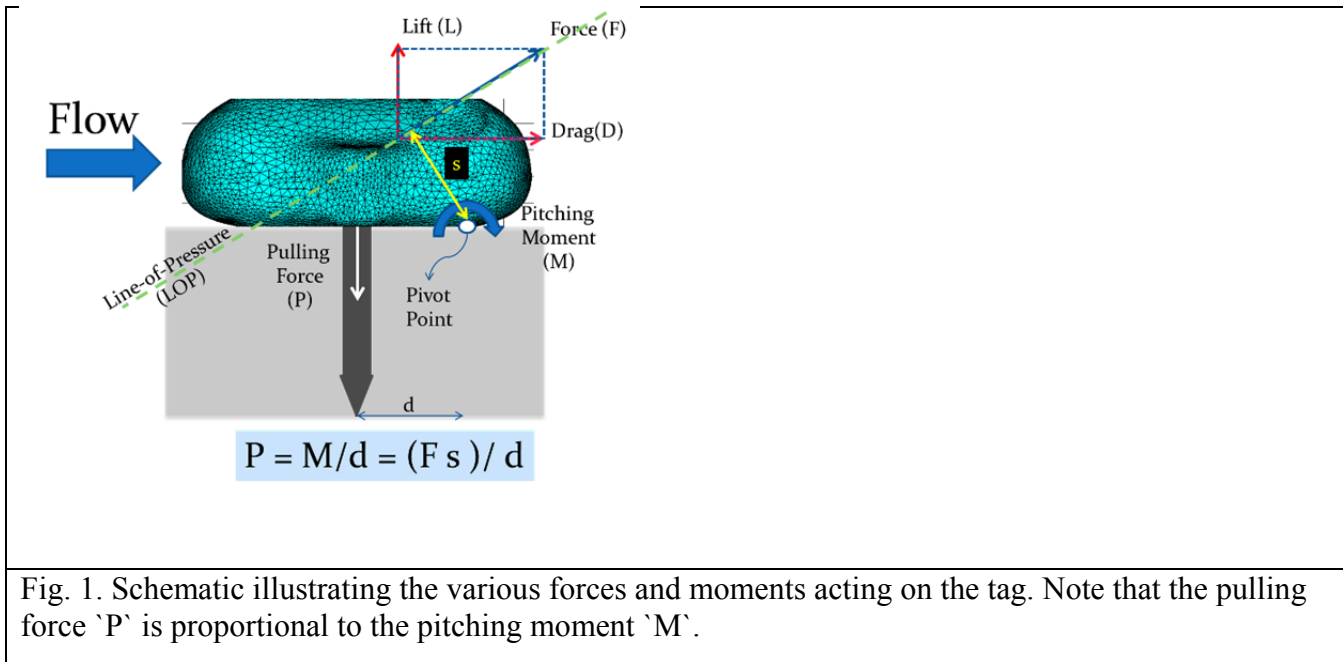 Lift (L)
Force (F)
Flow
Drag(D)
s
Pitching
Moment
(M)
Line-of-Pressure
(LOP)
Pulling
Force
(P)
Pivot
Point
d
P = M/d = (F s )/ d
Fig. 1. Schematic illustrating the various forces and moments acting on the tag. Note that the pulling
force `P` is proportional to the pitching moment `M`.